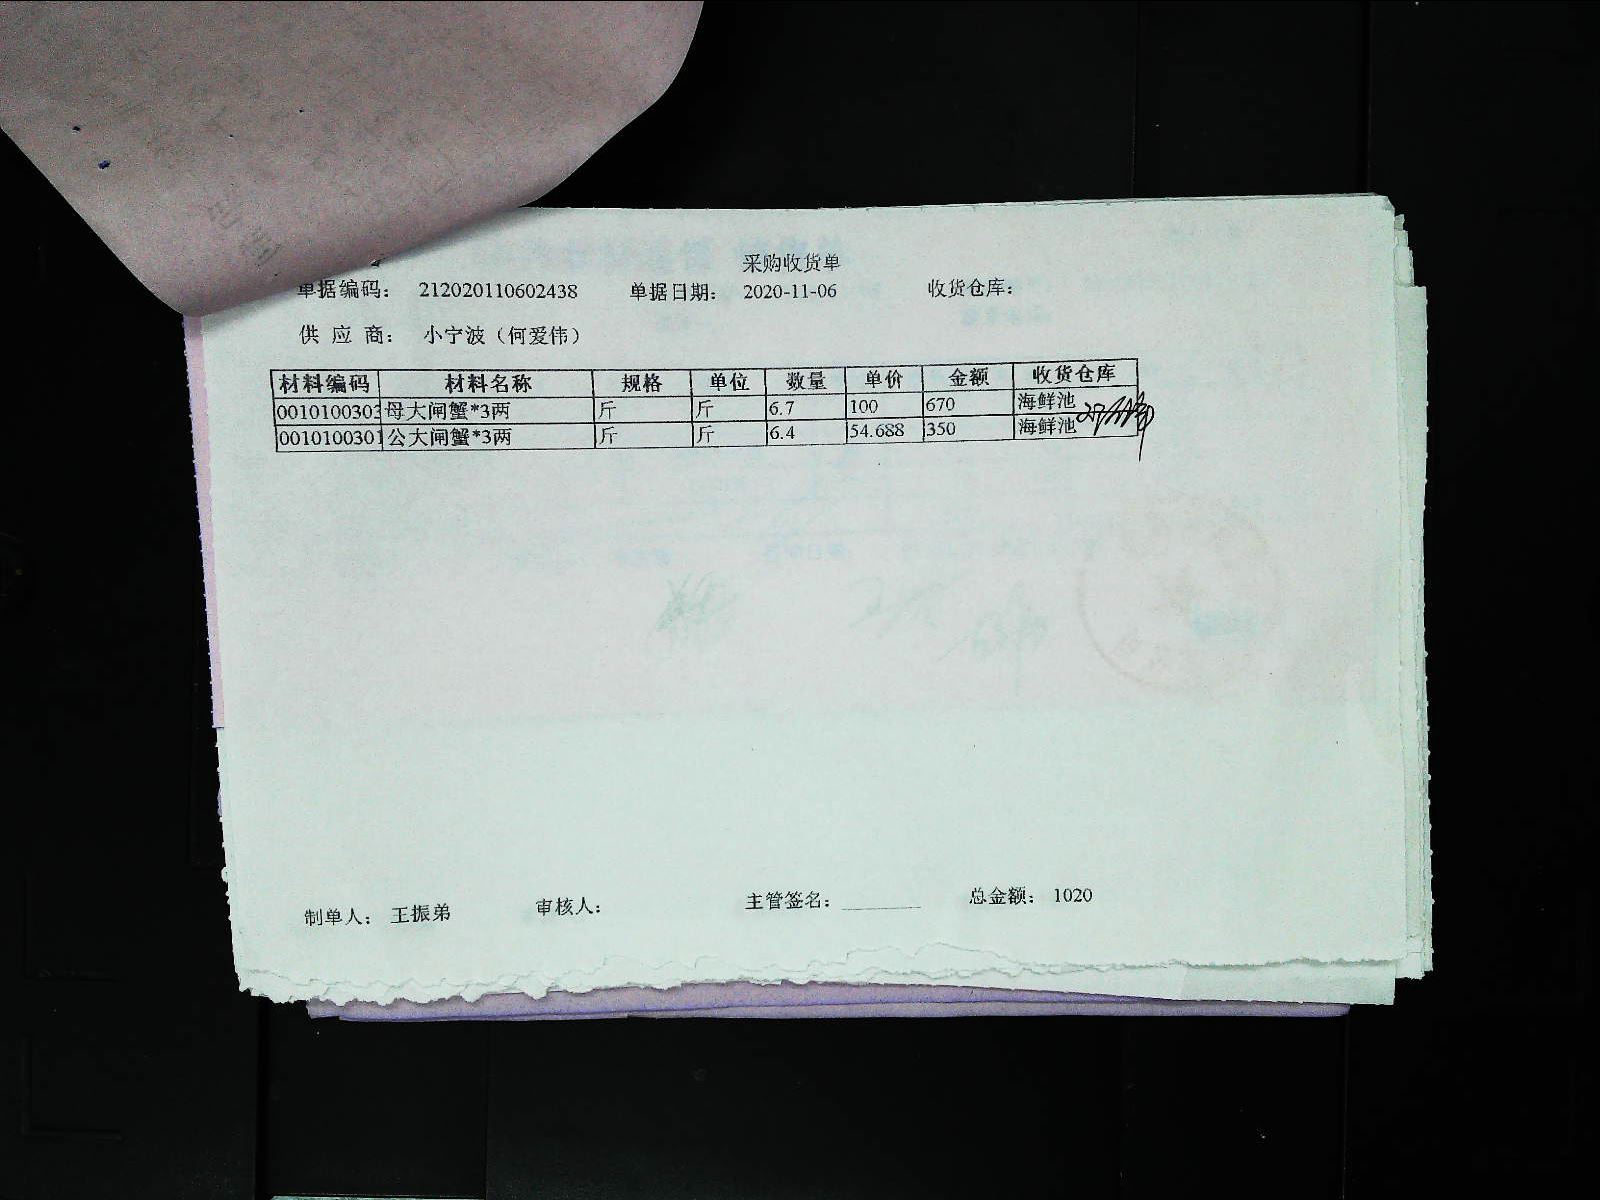 采购收货单
单据编码： 212020110602438 单据日期： 2020-11-06 收货仓库：
供 应 商： 小宁波（何爱伟）
材料编码 材料名称 规格 单位 数量 单价 金额 收货仓库
0010100303 母大闸蟹*3两 斤 斤 6.7 100 670 海鲜池
0010100301 公大闸蟹*3两 斤 斤 6.4 54.688 350 海鲜池
制单人： 王振弟 审核人： 主管签名：________ 总金额： 1020